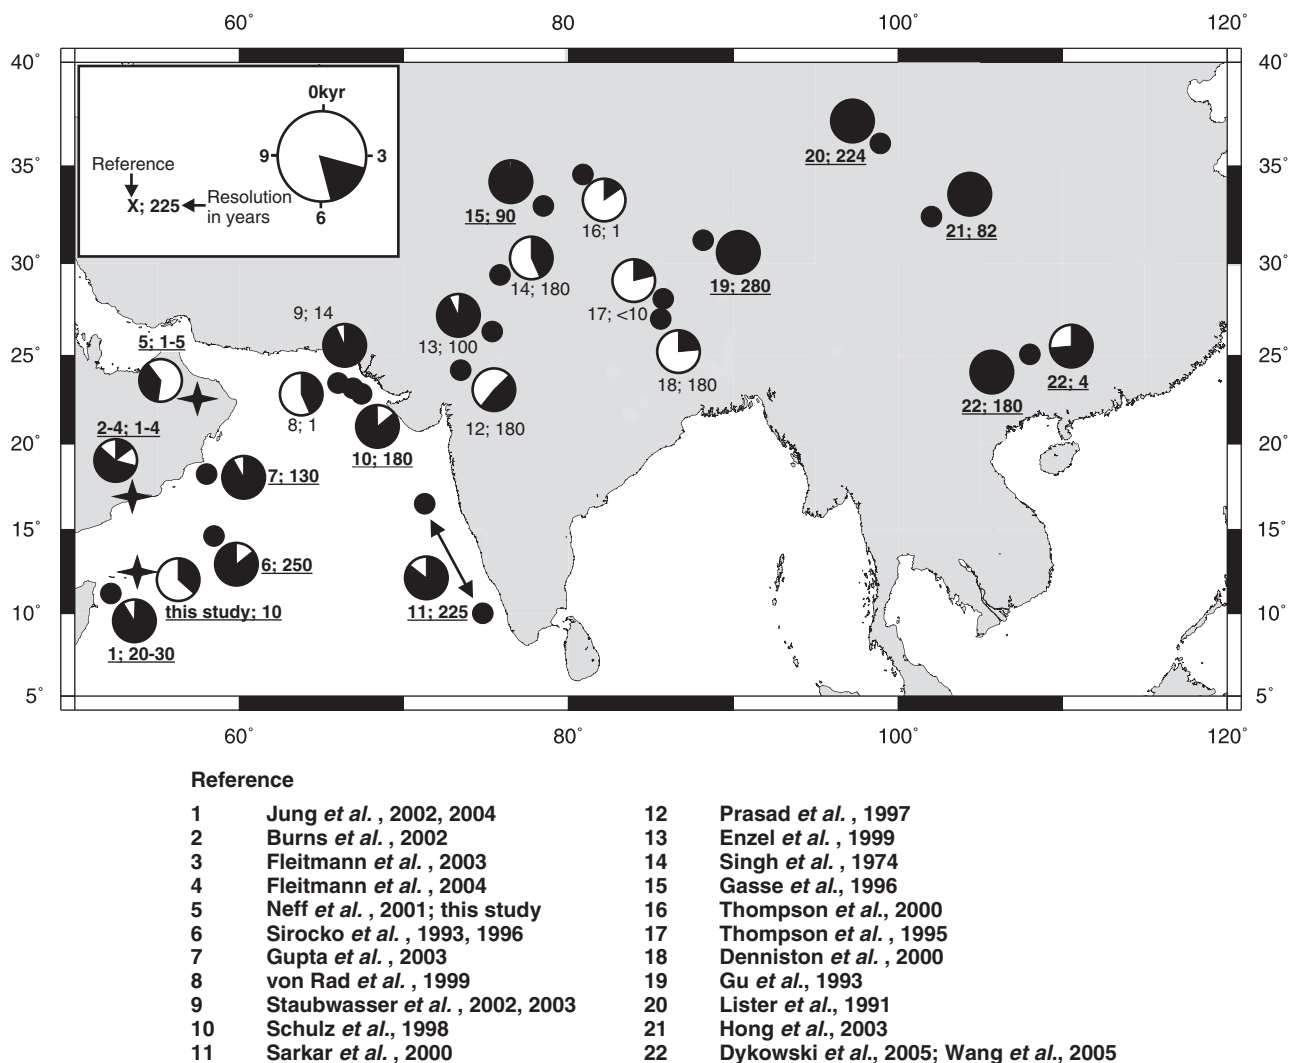 60˚ 80 100˚ 120˚
40˚ 40˚
0kyr
9 3
Reference
X; 225 Resolution
in years
6
20; 224
35˚ 35˚
15; 90
16; 1
21; 82
30˚ 30˚
14; 180
19; 280
9; 14
17; <10
5; 1-5
13; 100
25˚ 25˚
18; 180
22; 4
22; 180
8; 1
12; 180
2-4; 1-4
10; 180
20˚ 20˚
7; 130
15˚ 15˚
6; 250
this study; 10
11; 225
10˚ 10˚
1; 20-30
5˚ 5˚
60˚ 80˚ 100˚ 120˚
Reference
1 Jung et al. , 2002, 2004
2 Burns et al. , 2002
3 Fleitmann et al. , 2003
4 Fleitmann et al. , 2004
5 Neff et al. , 2001; this study
6 Sirocko et al. , 1993, 1996
7 Gupta et al. , 2003
8 von Rad et al. , 1999
9 Staubwasser et al. , 2002, 2003
10 Schulz et al., 1998
11 Sarkar et al. , 2000
12 Prasad et al. , 1997
13 Enzel et al. , 1999
14 Singh et al. , 1974
15 Gasse et al., 1996
16 Thompson et al., 2000
17 Thompson et al. , 1995
18 Denniston et al. , 2000
19 Gu et al., 1993
20 Lister et al., 1991
21 Hong et al., 2003
22 Dykowski et al., 2005; Wang et al., 2005